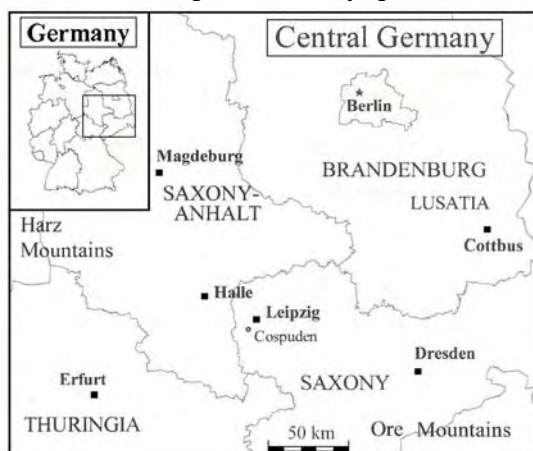 Germany
Central Germany
Berlin
Magdeburg
BRANDENBURG
SAXONY-
ANHALT
LUSATIA
Harz
Mountains
Cottbus
Halle
Leipzig
Cospuden
Dresden
Erfurt
SAXONY
THURINGIA
50 km
Ore Mountains